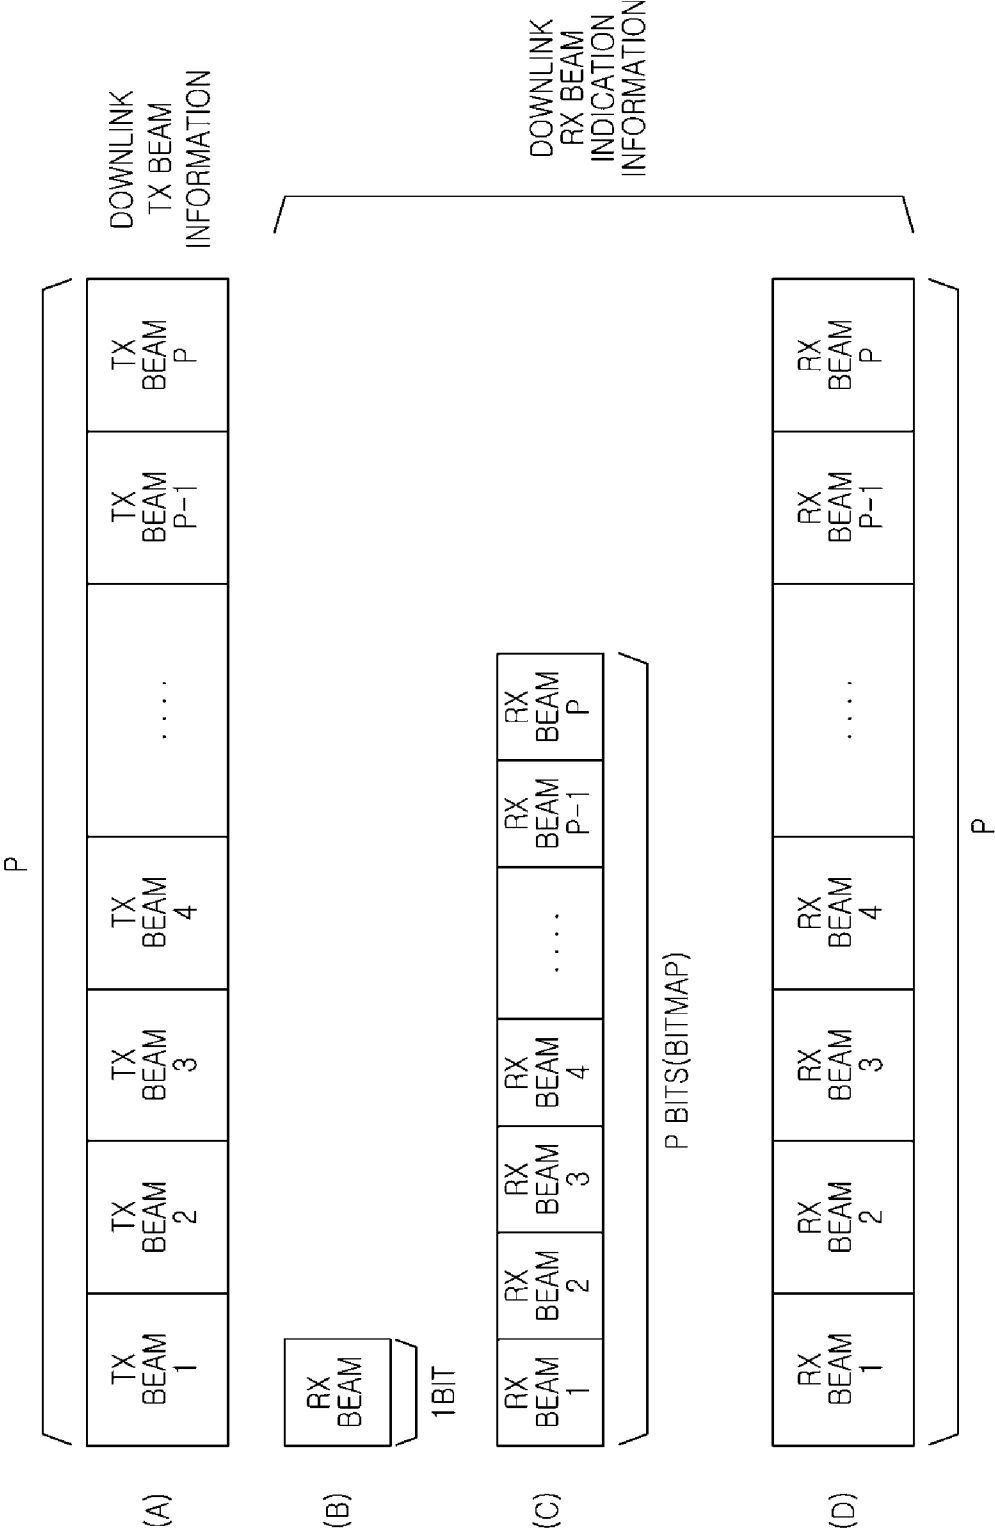 P
(A)
TX
BEAM
1
TX
BEAM
2
TX
BEAM
3
TX
BEAM
4
....
TX
BEAM
P-1
TX
BEAM
P
DOWNLINK
TX BEAM
INFORMATION
(B)
RX
BEAM
1BIT
(C)
RX
BEAM
1
RX
BEAM
2
RX
BEAM
3
RX
BEAM
4
....
RX
BEAM
P-1
RX
BEAM
P
P BITS(BITMAP)
DOWNLINK
RX BEAM
INDICATION
INFORMATION
(D)
RX
BEAM
1
RX
BEAM
2
RX
BEAM
3
RX
BEAM
4
....
RX
BEAM
P-1
RX
BEAM
P
P